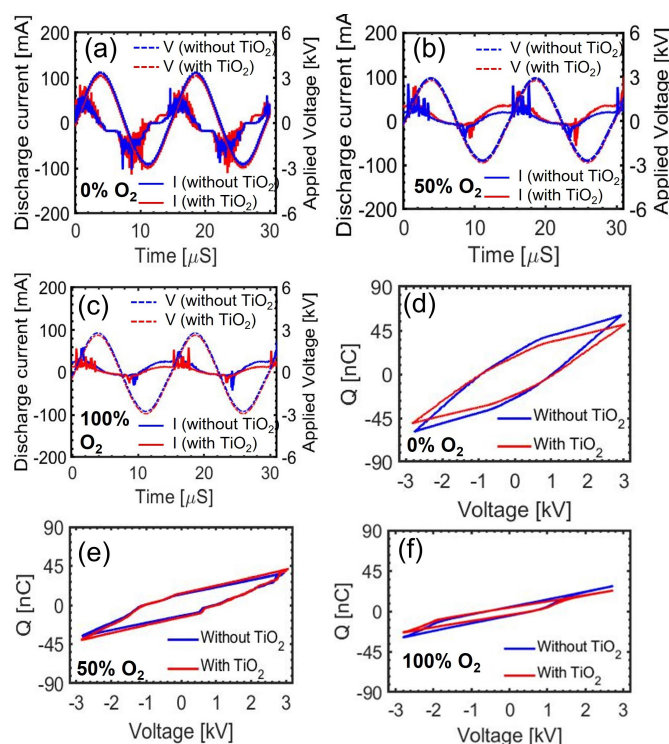 (a)
V (without TiO2)
V (with TiO2)
I (without TiO2)
I (with TiO2)
0% O2
Discharge current [mA]
200
100
0
-100
-200
Applied Voltage [kV]
6
3
0
-3
-6
0 10 20 30
Time [μS]
(b)
V (without TiO2)
V (with TiO2)
I (without TiO2)
I (with TiO2)
50% O2
Discharge current [mA]
200
100
0
-100
-200
Applied Voltage [kV]
6
3
0
-3
-6
0 10 20 30
Time [μS]
(c)
V (without TiO2)
V (with TiO2)
I (without TiO2)
I (with TiO2)
100%
O2
Discharge current [mA]
200
100
0
-100
-200
Applied Voltage [kV]
6
3
0
-3
-6
0 10 20 30
Time [μS]
(d)
Q [nC]
90
45
0
-45
-90
Without TiO2
With TiO2
0% O2
-3 -2 -1 0 1 2 3
Voltage [kV]
(e)
Q [nC]
90
45
0
-45
-90
Without TiO2
With TiO2
50% O2
-3 -2 -1 0 1 2 3
Voltage [kV]
(f)
Q [nC]
90
45
0
-45
-90
Without TiO2
With TiO2
100% O2
-3 -2 -1 0 1 2 3
Voltage [kV]